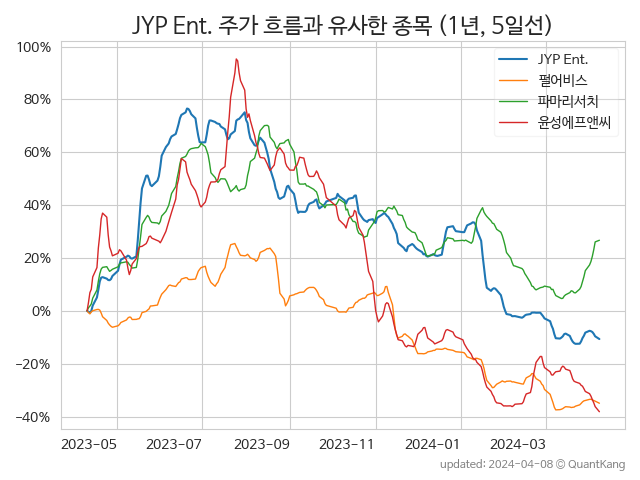 JYP Ent. 주가 흐름과 유사한 종목 (1년, 5일선)
100%
80%
60%
40%
20%
0%
−20%
−40%
JYP Ent.
펄어비스
파마리서치
윤성에프앤씨
2023-05 2023-07 2023-09 2023-11 2024-01 2024-03
updated: 2024-04-08 © QuantKang